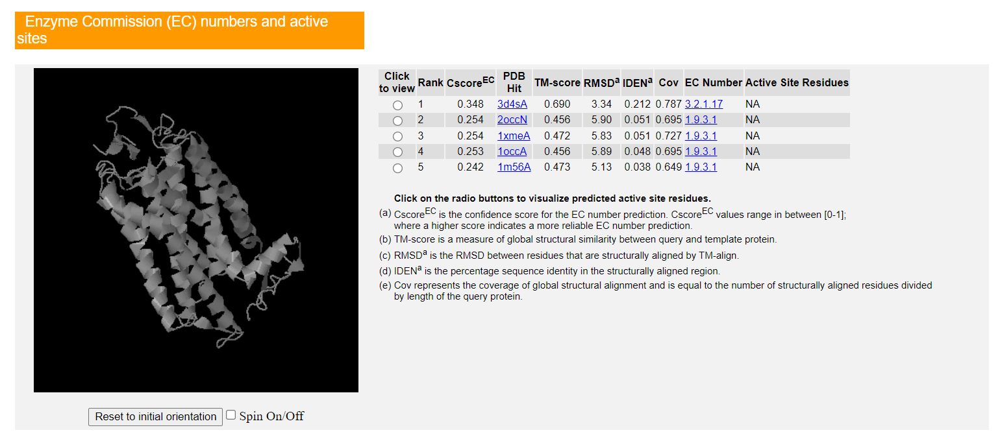 Enzyme Commission (EC) numbers and active
sites
Click to view Rank Cscore^EC PDB Hit TM-score RMSD^a IDEN^a Cov EC Number Active Site Residues
1 0.348 3d4sA 0.690 3.34 0.212 0.787 3.2.1.17 NA
2 0.254 2occN 0.456 5.90 0.051 0.695 1.9.3.1 NA
3 0.254 1xmeA 0.472 5.83 0.051 0.727 1.9.3.1 NA
4 0.253 1occA 0.456 5.89 0.048 0.695 1.9.3.1 NA
5 0.242 1m56A 0.473 5.13 0.038 0.649 1.9.3.1 NA
Click on the radio buttons to visualize predicted active site residues.
(a) Cscore^EC is the confidence score for the EC number prediction. Cscore^EC values range in between [0-1];
where a higher score indicates a more reliable EC number prediction.
(b) TM-score is a measure of global structural similarity between query and template protein.
(c) RMSD^a is the RMSD between residues that are structurally aligned by TM-align.
(d) IDEN^a is the percentage sequence identity in the structurally aligned region.
(e) Cov represents the coverage of global structural alignment and is equal to the number of structurally aligned residues divided
by length of the query protein.
Reset to initial orientation Spin On/Off